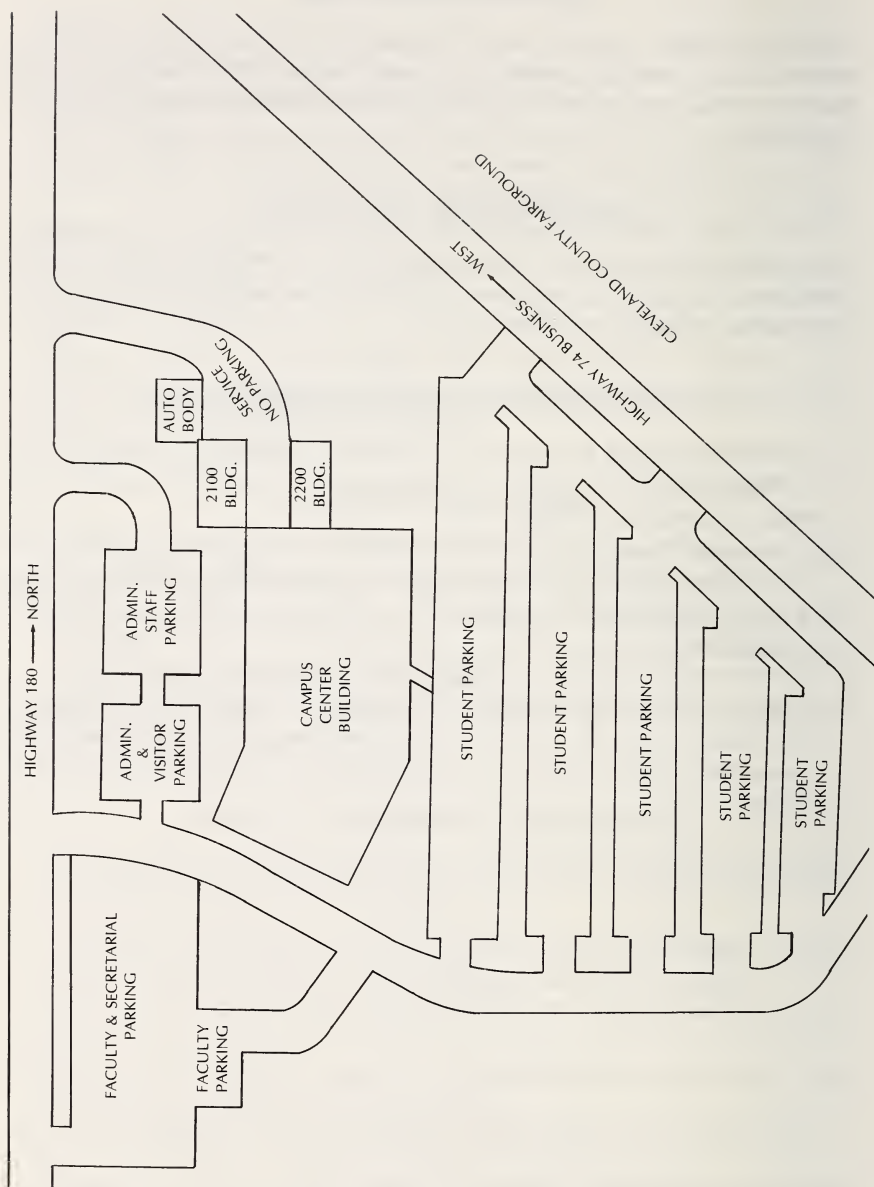 HIGHWAY 180 → NORTH
AUTO
BODY
SERVICE
NO PARKING
2100
BLDG.
2200
BLDG.
ADMIN.
STAFF
PARKING
ADMIN.
&
VISITOR
PARKING
CAMPUS
CENTER
BUILDING
FACULTY & SECRETARIAL
PARKING
FACULTY
PARKING
STUDENT PARKING
STUDENT PARKING
STUDENT PARKING
STUDENT
PARKING
STUDENT
PARKING
HIGHWAY 74 BUSINESS → WEST
CLEVELAND COUNTY FAIRGROUND